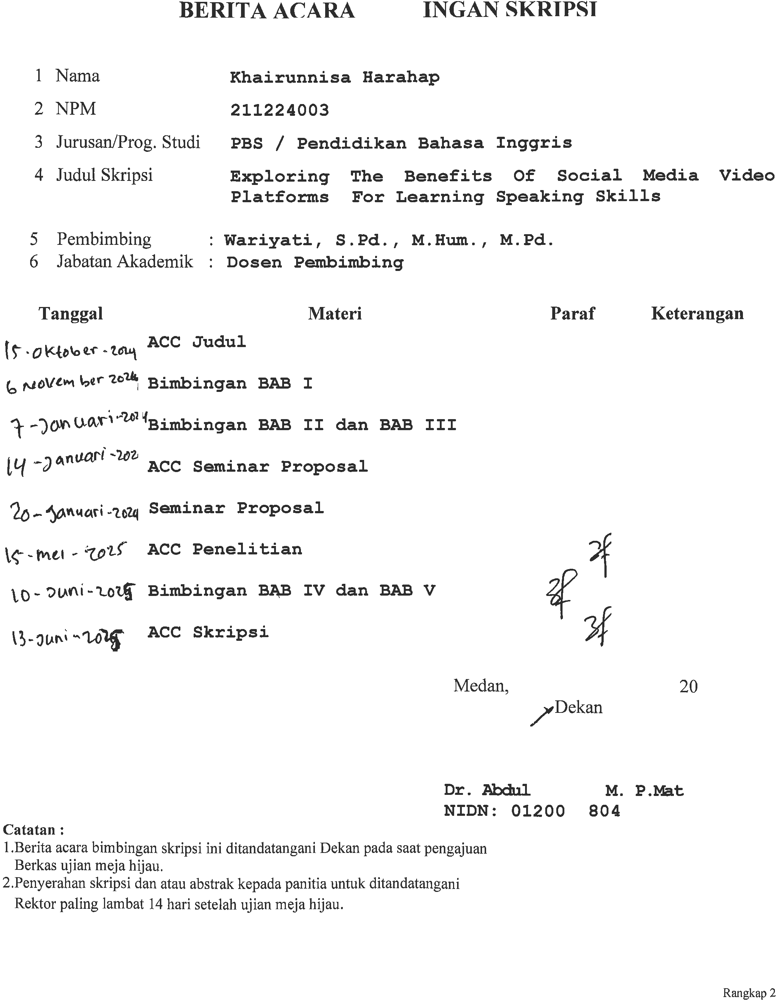 BERITA ACARA INGAN SKRIPSI
1 Nama Khairunnisa Harahap
2 NPM 211224003
3 Jurusan/Prog. Studi PBS / Pendidikan Bahasa Inggris
4 Judul Skripsi Exploring The Benefits Of Social Media Video
Platforms For Learning Speaking Skills
5 Pembimbing : Wariyati, S.Pd., M.Hum., M.Pd.
6 Jabatan Akademik : Dosen Pembimbing
Tanggal Materi Paraf Keterangan
15-Oktober-2024 ACC Judul
6 November 2024 Bimbingan BAB I
7-Januari-2024 Bimbingan BAB II dan BAB III
14-Januari-202 ACC Seminar Proposal
20-Januari-2024 Seminar Proposal
15-mei-2025 ACC Penelitian
10-Juni-2025 Bimbingan BAB IV dan BAB V
13-Juni-2025 ACC Skripsi
Medan, 20
Dekan
Dr. Abdul M. P.Mat
NIDN: 01200 804
Catatan :
1.Berita acara bimbingan skripsi ini ditandatangani Dekan pada saat pengajuan
Berkas ujian meja hijau.
2.Penyerahan skripsi dan atau abstrak kepada panitia untuk ditandatangani
Rektor paling lambat 14 hari setelah ujian meja hijau.
Rangkap 2